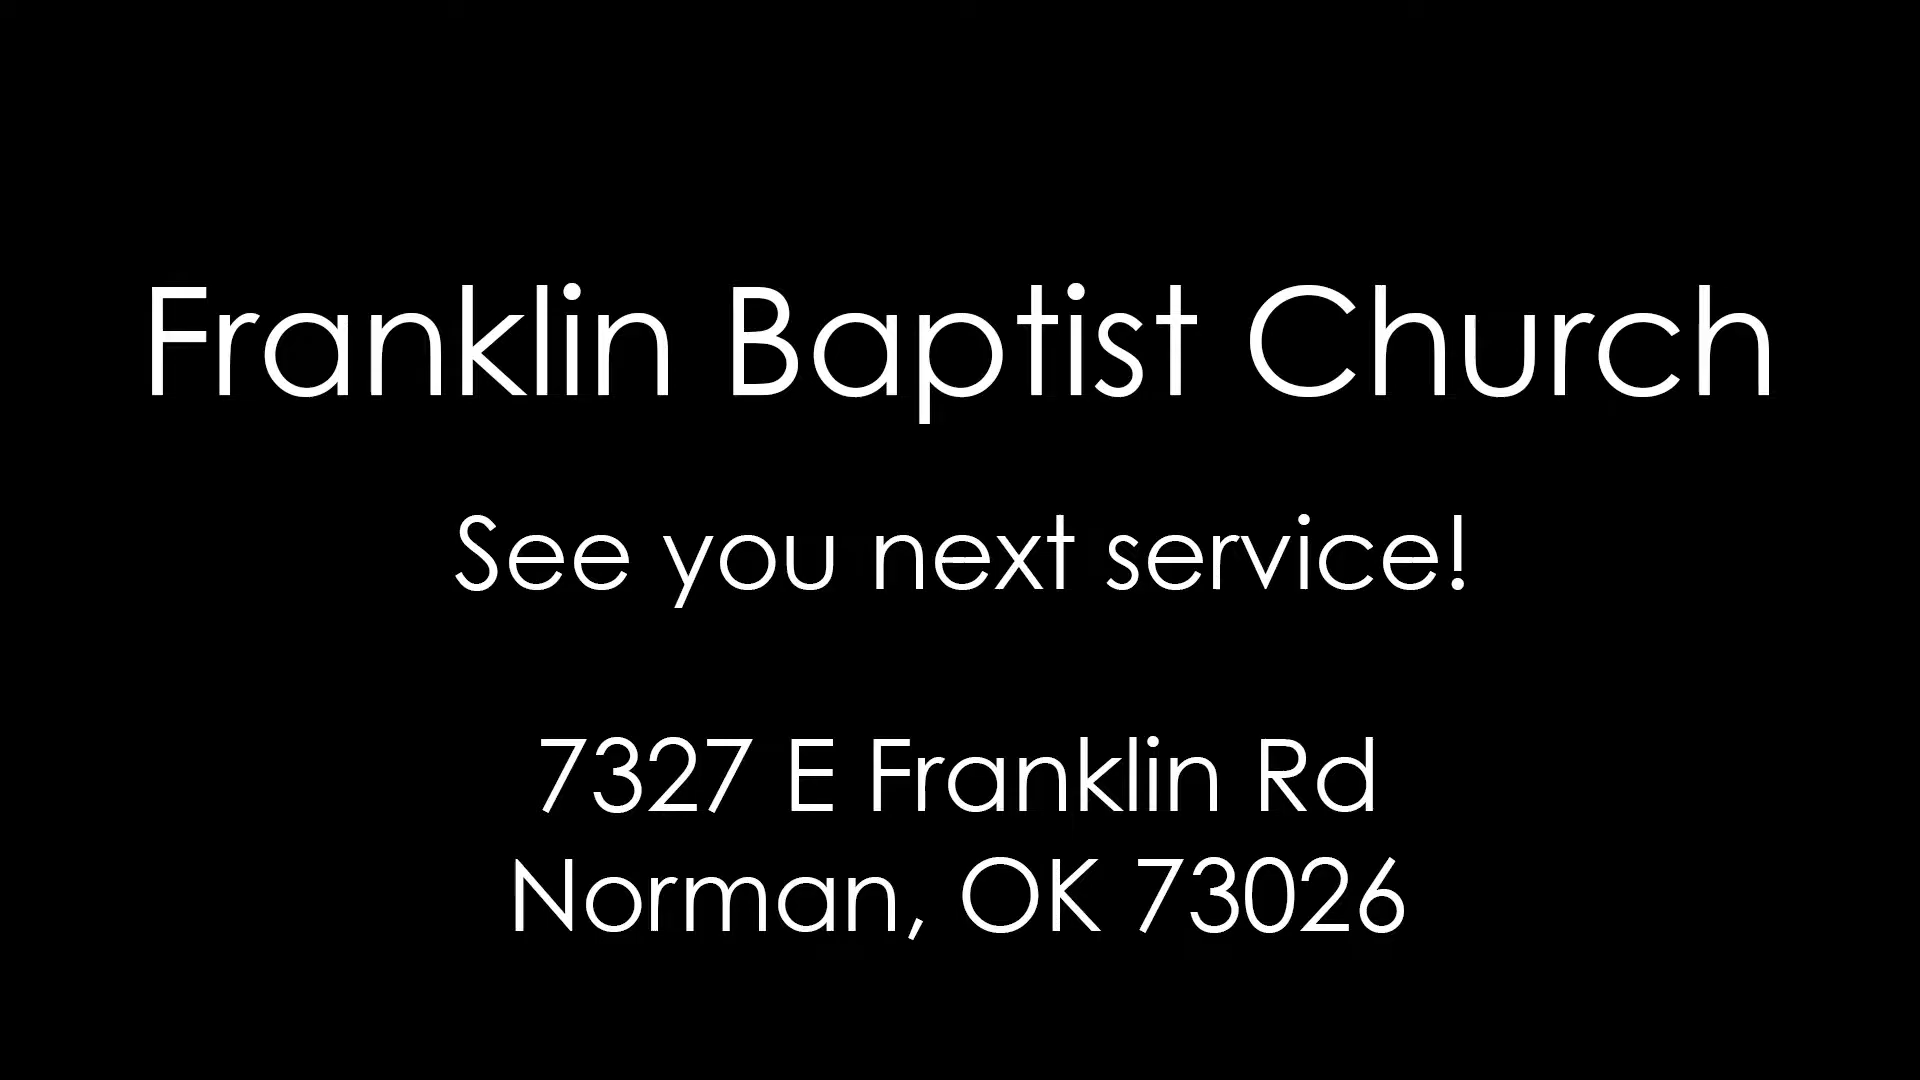 Franklin Baptist Church
See you next service!
7327 E Franklin Rd
Norman, OK 73026